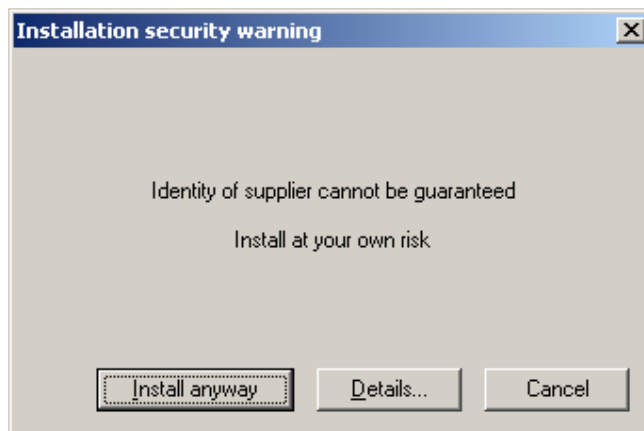 Installation security warning
Identity of supplier cannot be guaranteed
Install at your own risk
Install anyway
Details...
Cancel